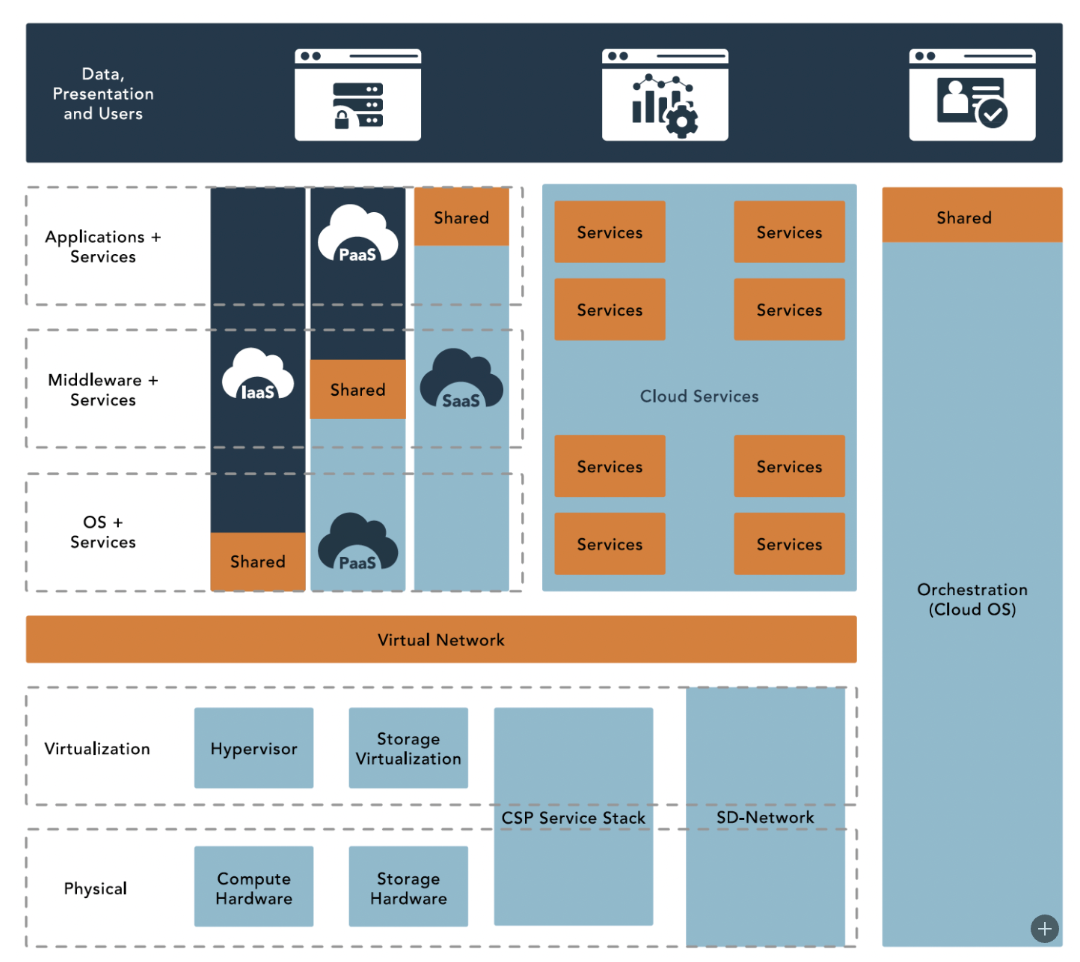 Data,
Presentation
and Users
Applications +
Services
PaaS
Shared
Services
Services
Shared
Services
Services
Middleware +
Services
IaaS
Shared
SaaS
Cloud Services
Services
Services
OS +
Services
Shared
PaaS
Services
Services
Orchestration
(Cloud OS)
Virtual Network
Virtualization
Hypervisor
Storage
Virtualization
CSP Service Stack
SD-Network
Physical
Compute
Hardware
Storage
Hardware